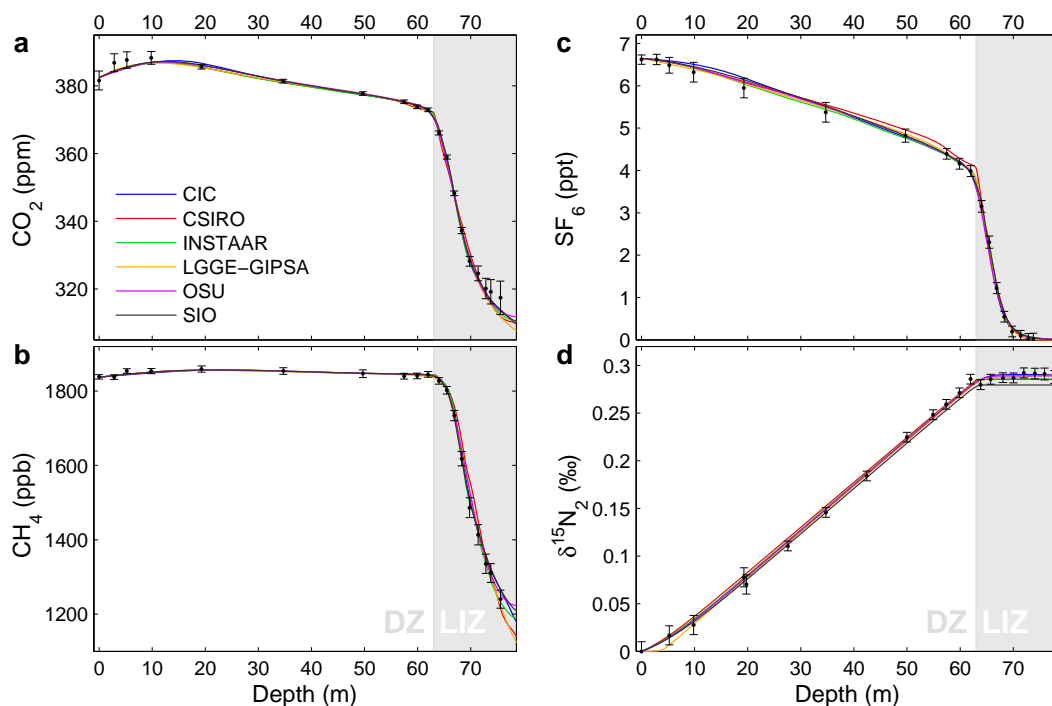 0 10 20 30 40 50 60 70
a
380
360
340
320
CO2 (ppm)
CIC
CSIRO
INSTAAR
LGGE−GIPSA
OSU
SIO
0 10 20 30 40 50 60 70
c
7
6
5
4
3
2
1
0
SF6 (ppt)
b
1800
1600
1400
1200
CH4 (ppb)
DZ LIZ
0 10 20 30 40 50 60 70
Depth (m)
d
0.3
0.25
0.2
0.15
0.1
0.05
0
δ15N2 (‰)
DZ LIZ
0 10 20 30 40 50 60 70
Depth (m)